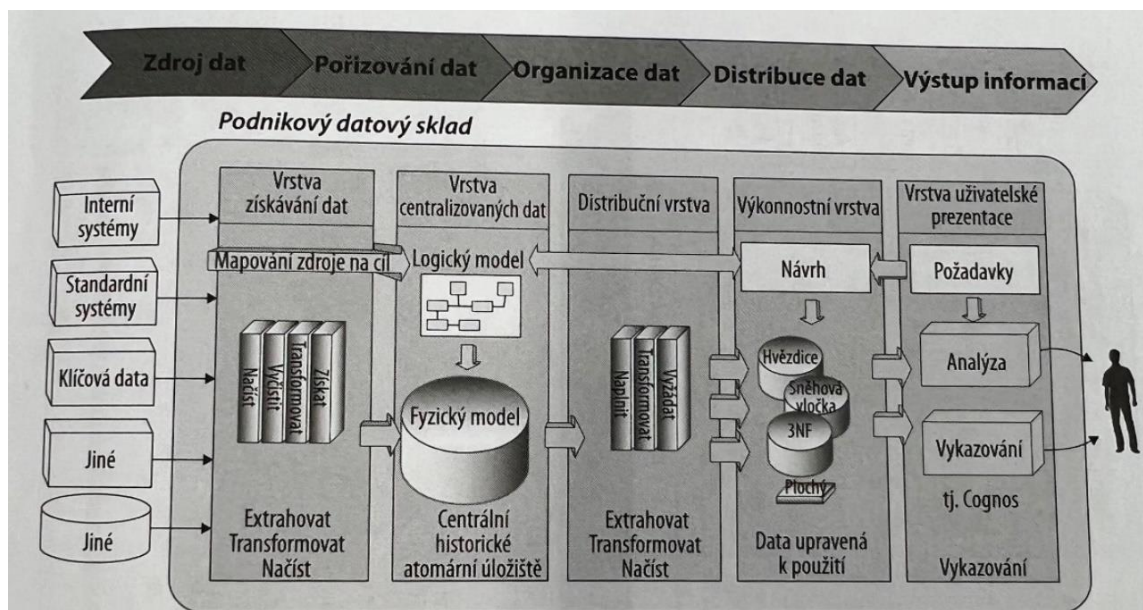 Zdroj dat
Pořizování dat
Organizace dat
Distribuce dat
Výstup informací
Podnikový datový sklad
Interní
systémy
Standardní
systémy
Klíčová data
Jiné
Jiné
Vrstva
získávání dat
Mapování zdroje na cíl
Načíst
Vyčistit
Transformovat
Získat
Extrahovat
Transformovat
Načíst
Vrstva
centralizovaných dat
Logický model
Fyzický model
Centrální
historické
atomární úložiště
Distribuční vrstva
Naplnit
Transformovat
Vyžádat
Extrahovat
Transformovat
Načíst
Výkonnostní vrstva
Návrh
Hvězdice
Sněhová
vločka
3NF
Plochý
Data upravená
k použití
Vrstva uživatelské
prezentace
Požadavky
Analýza
Vykazování
tj. Cognos
Vykazování